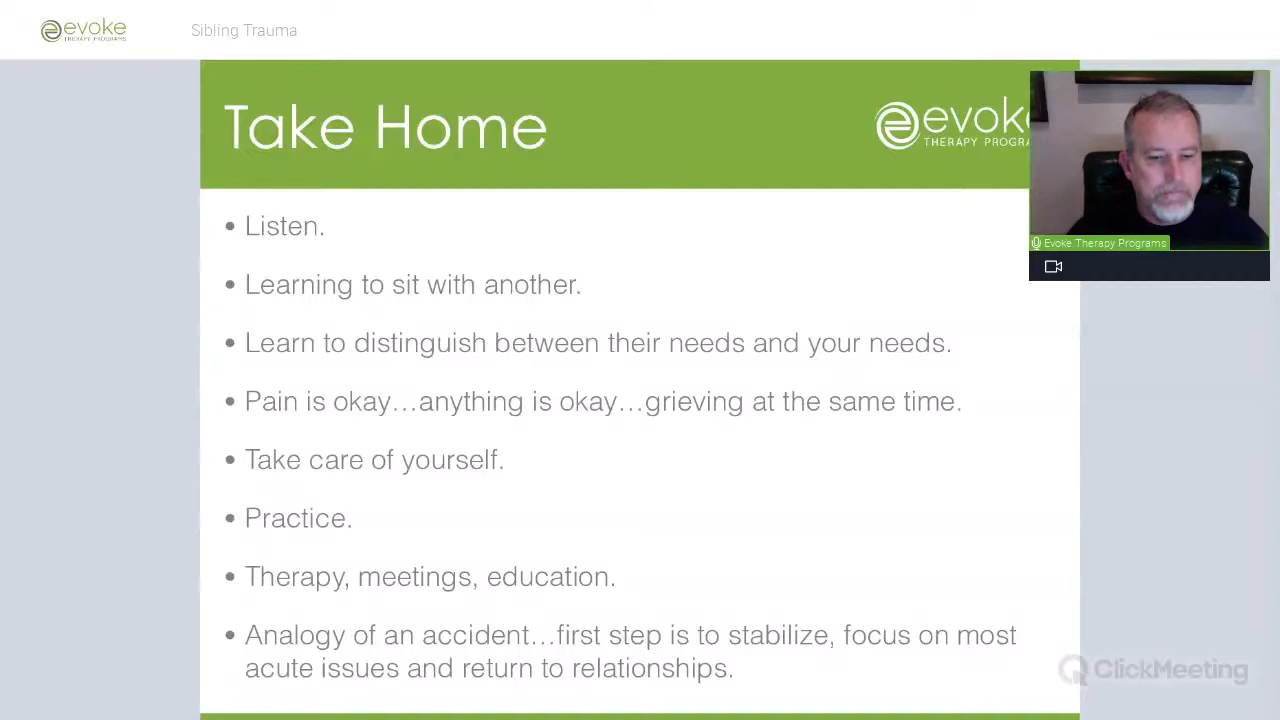 evoke
THERAPY PROGRAMS
Sibling Trauma
Take Home
evoke
THERAPY PROGRA
Evoke Therapy Programs
• Listen.
• Learning to sit with another.
• Learn to distinguish between their needs and your needs.
• Pain is okay…anything is okay…grieving at the same time.
• Take care of yourself.
• Practice.
• Therapy, meetings, education.
• Analogy of an accident…first step is to stabilize, focus on most
acute issues and return to relationships.
ClickMeeting